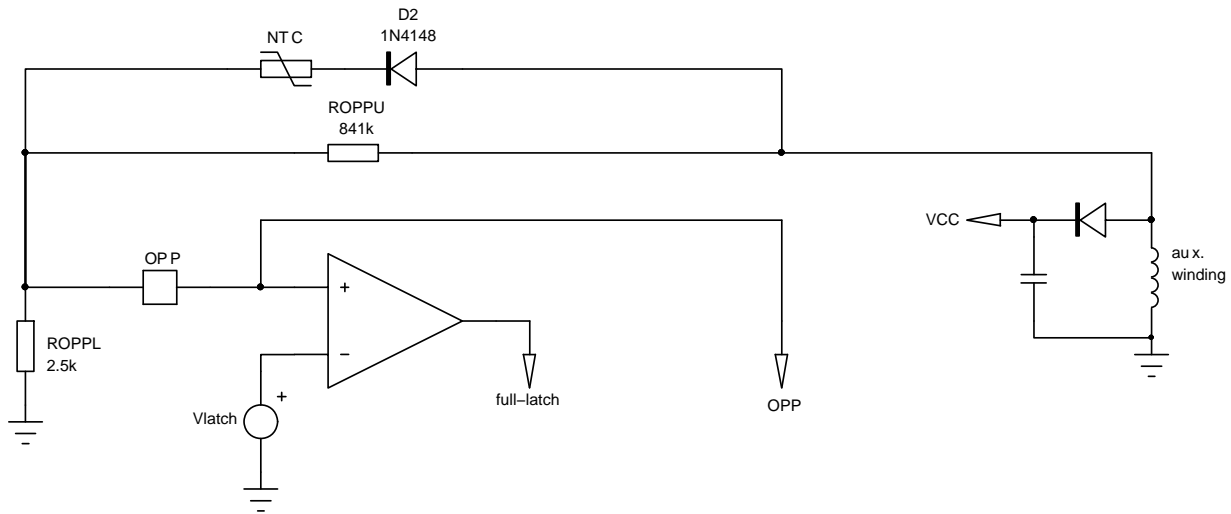 D2
1N4148
NTC
ROPPU
841k
VCC
aux.
winding
OPP
+
−
ROPPL
2.5k
+
Vlatch
full−latch
OPP